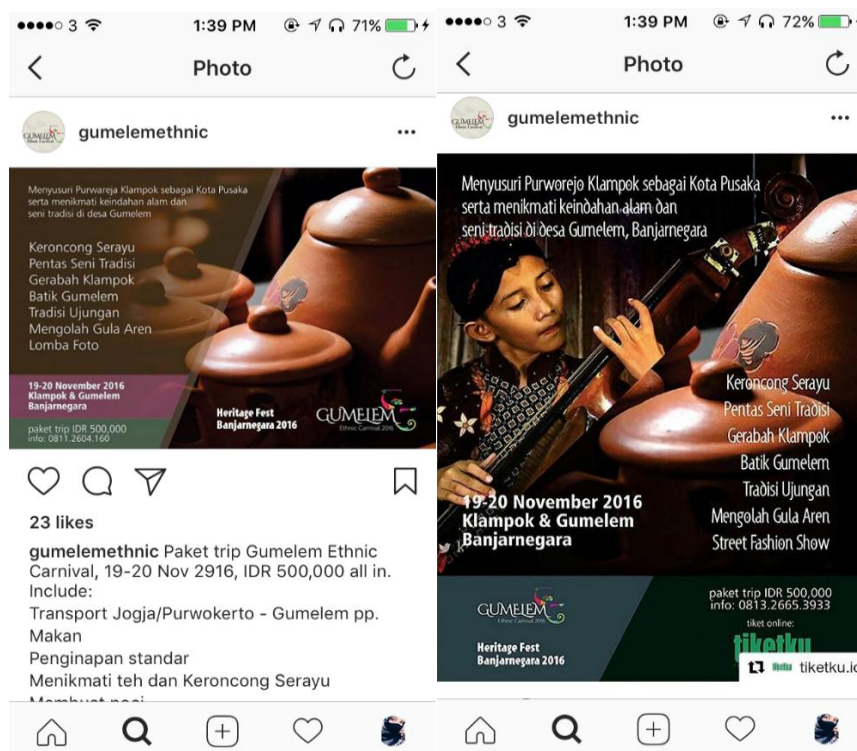 3 1:39 PM 71%
Photo
gumelemethnic
Menyusuri Purwareja Klampok sebagai Kota Pusaka
serta menikmati keindahan alam dan
seni tradisi di desa Gumelem
Keroncong Serayu
Pentas Seni Tradisi
Gerabah Klampok
Batik Gumelem
Tradisi Ujungan
Mengolah Gula Aren
Lomba Foto
19-20 November 2016
Klampok & Gumelem
Banjarnegara
paket trip IDR 500,000
info: 0811.2604.160
Heritage Fest
Banjarnegara 2016
GUMELEM
Ethnic Carnival 2016
23 likes
gumelemethnic Paket trip Gumelem Ethnic
Carnival, 19-20 Nov 2916, IDR 500,000 all in.
Include:
Transport Jogja/Purwokerto - Gumelem pp.
Makan
Penginapan standar
Menikmati teh dan Keroncong Serayu
3 1:39 PM 72%
Photo
gumelemethnic
Menyusuri Purworejo Klampok sebagai Kota Pusaka
serta menikmati keindahan alam dan
seni tradisi di desa Gumelem, Banjarnegara
Keroncong Serayu
Pentas Seni Tradisi
Gerabah Klampok
Batik Gumelem
Tradisi Ujungan
Mengolah Gula Aren
Street Fashion Show
19-20 November 2016
Klampok & Gumelem
Banjarnegara
GUMELEM
Ethnic Carnival 2016
Heritage Fest
Banjarnegara 2016
paket trip IDR 500,000
info: 0813.2665.3933
tiket online:
tiketku
tiketku.id